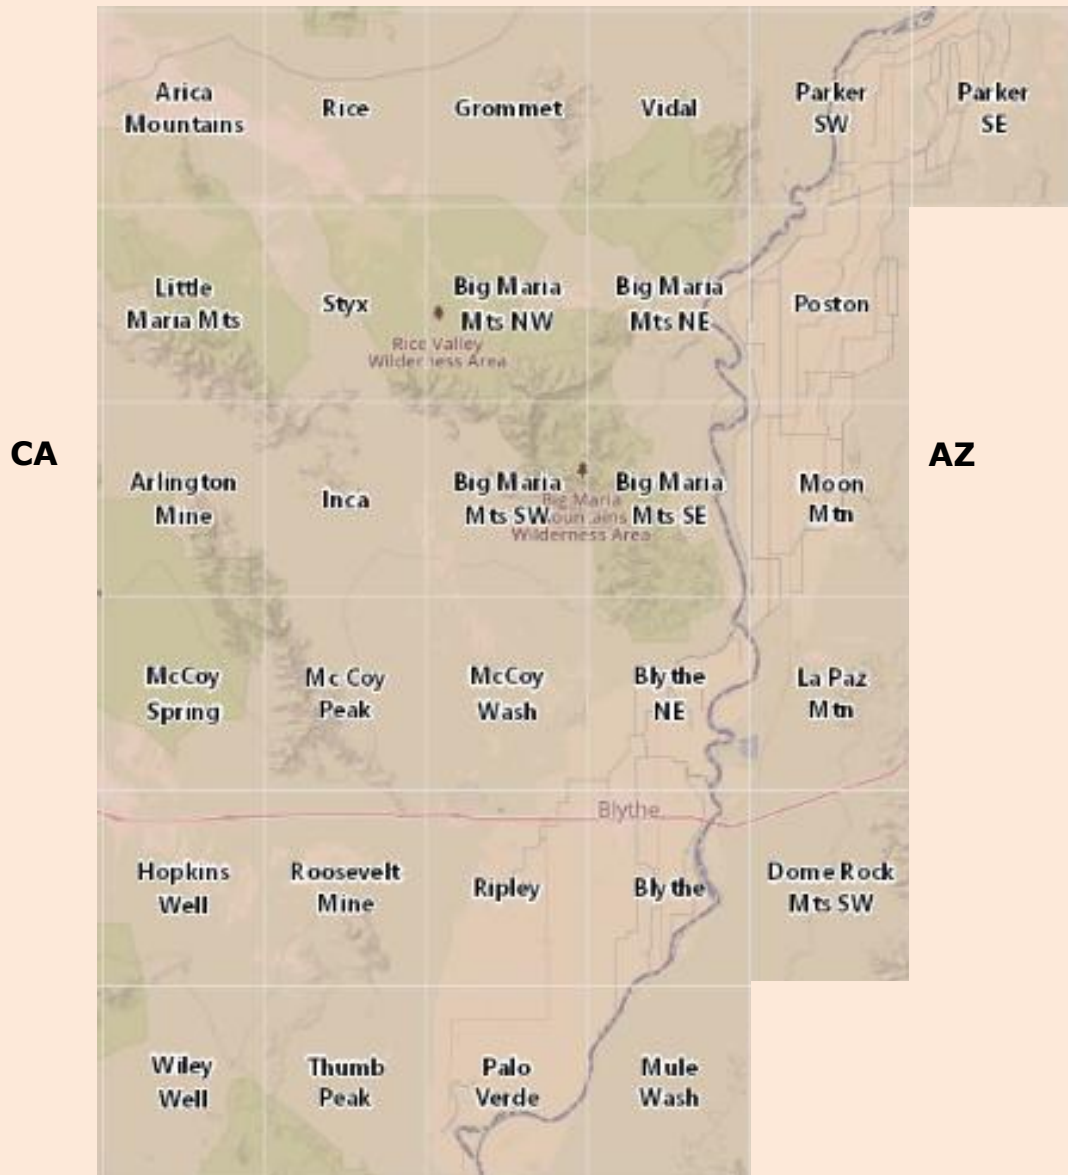 Arica
Mountains
Rice
Grommet
Vidal
Parker
SW
Parker
SE
Little
Maria Mts
Styx
Big Maria
Mts NW
Big Maria
Mts NE
Poston
Rice Valley
Wilderness Area
CA
AZ
Arlington
Mine
Inca
Big Maria
Mts SW
Big Maria
Mts SE
Moon
Mtn
Big Maria
Mountains
Wilderness Area
McCoy
Spring
Mc Coy
Peak
McCoy
Wash
Blythe
NE
La Paz
Mtn
Blythe
Hopkins
Well
Roosevelt
Mine
Ripley
Blythe
Dome Rock
Mts SW
Wiley
Well
Thumb
Peak
Palo
Verde
Mule
Wash